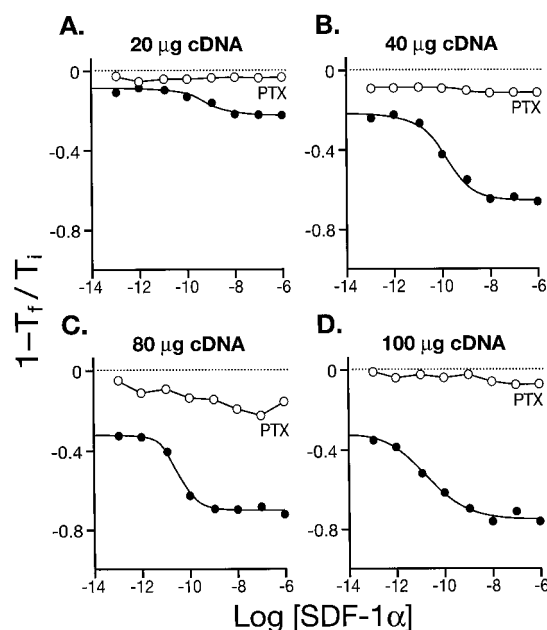 A.
20 µg cDNA
0
-0.4
-0.8
PTX
-14 -12 -10 -8 -6
B.
40 µg cDNA
0
-0.4
-0.8
PTX
-14 -12 -10 -8 -6
C.
80 µg cDNA
0
-0.4
-0.8
PTX
-14 -12 -10 -8 -6
D.
100 µg cDNA
0
-0.4
-0.8
PTX
-14 -12 -10 -8 -6
1–Tf/Ti
Log [SDF-1α]